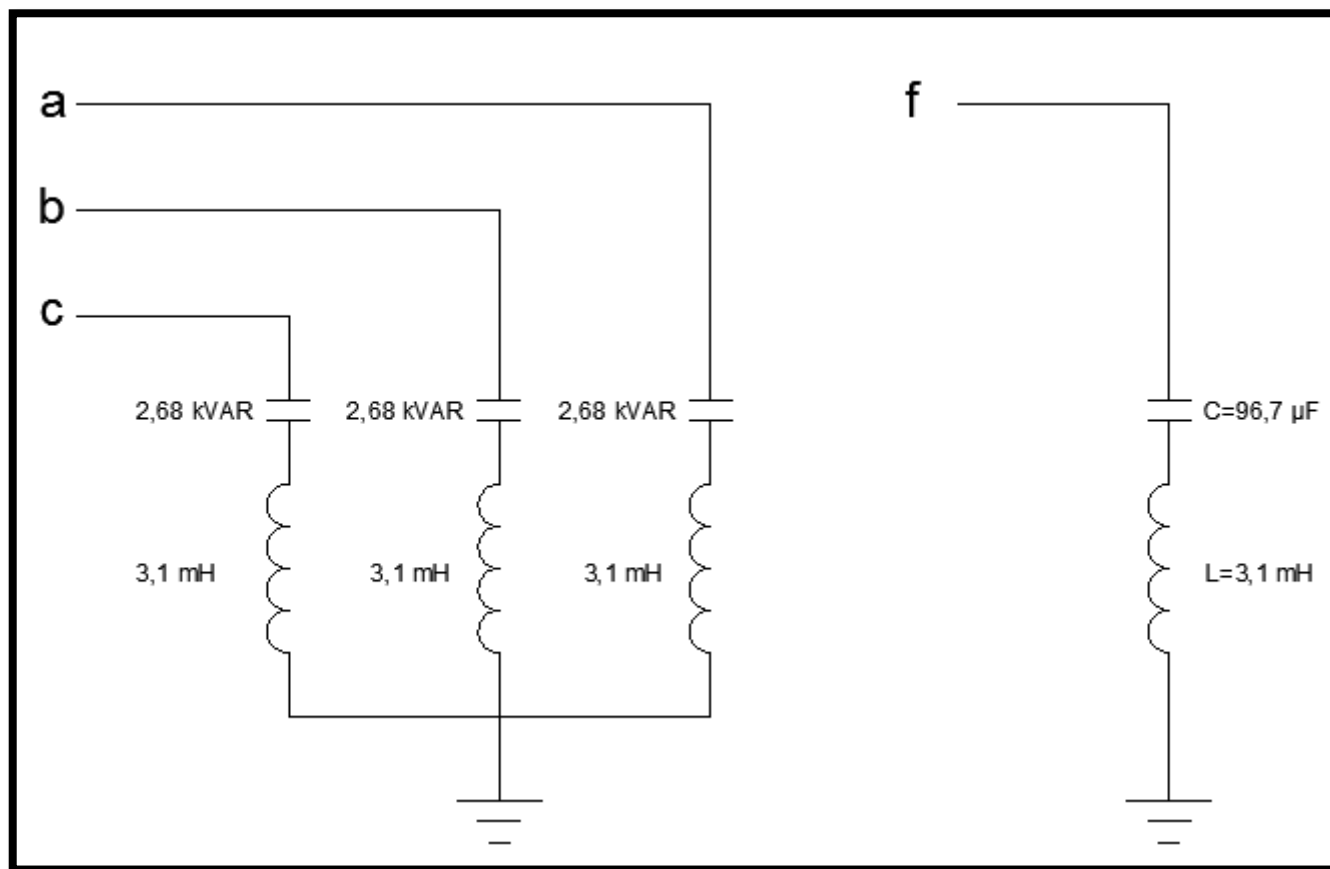 a
f
b
c
2,68 kVAR 2,68 kVAR 2,68 kVAR C=96,7 µF
3,1 mH 3,1 mH 3,1 mH L=3,1 mH